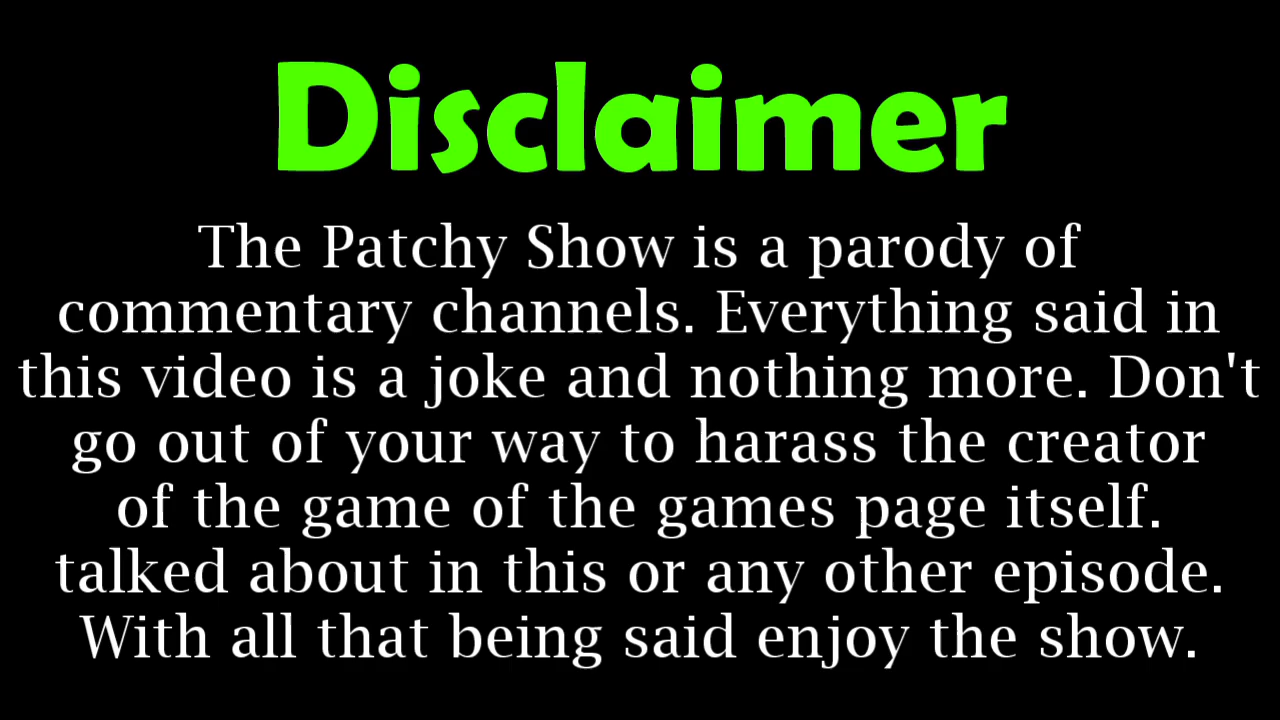 Disclaimer
The Patchy Show is a parody of
commentary channels. Everything said in
this video is a joke and nothing more. Don't
go out of your way to harass the creator
of the game of the games page itself.
talked about in this or any other episode.
With all that being said enjoy the show.